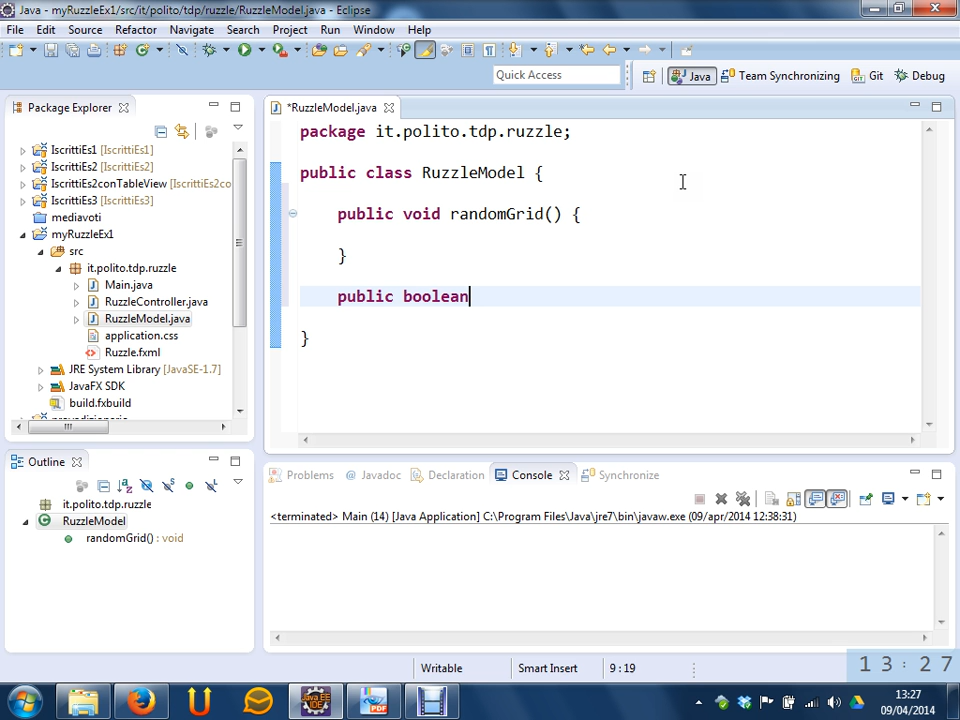 Java - myRuzzleEx1/src/it/polito/tdp/ruzzle/RuzzleModel.java - Eclipse
File Edit Source Refactor Navigate Search Project Run Window Help
Quick Access
Java
Team Synchronizing
Git
Debug
Package Explorer
IscrittiEs1 [IscrittiEs1]
IscrittiEs2 [IscrittiEs2]
IscrittiEs2conTableView [IscrittiEs2co
IscrittiEs3 [IscrittiEs3]
mediavoti
myRuzzleEx1
src
it.polito.tdp.ruzzle
Main.java
RuzzleController.java
RuzzleModel.java
application.css
Ruzzle.fxml
JRE System Library [JavaSE-1.7]
JavaFX SDK
build.fxbuild
*RuzzleModel.java
package it.polito.tdp.ruzzle;
public class RuzzleModel {
public void randomGrid() {
}
public boolean
}
Outline
it.polito.tdp.ruzzle
RuzzleModel
randomGrid() : void
Problems
Javadoc
Declaration
Console
Synchronize
<terminated> Main (14) [Java Application] C:\Program Files\Java\jre7\bin\javaw.exe (09/apr/2014 12:38:31)
Writable
Smart Insert
9 : 19
13:27
13:27
09/04/2014